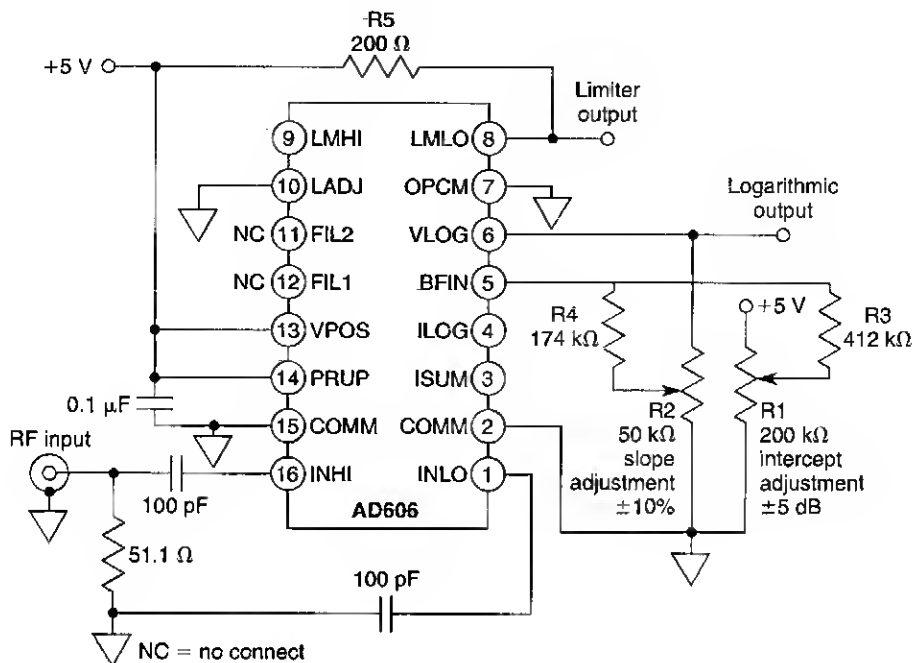 R5
200 Ω
+5 V
Limiter
output
9 LMHI LMLO 8
10 LADJ OPCM 7
Logarithmic
output
NC 11 FIL2 VLOG 6
NC 12 FIL1 BFIN 5
+5 V
R4
174 kΩ
R3
412 kΩ
13 VPOS ILOG 4
14 PRUP ISUM 3
0.1 µF
15 COMM COMM 2
R2
50 kΩ
slope
adjustment
±10%
R1
200 kΩ
intercept
adjustment
±5 dB
RF input
16 INHI INLO 1
100 pF
AD606
51.1 Ω
100 pF
NC = no connect